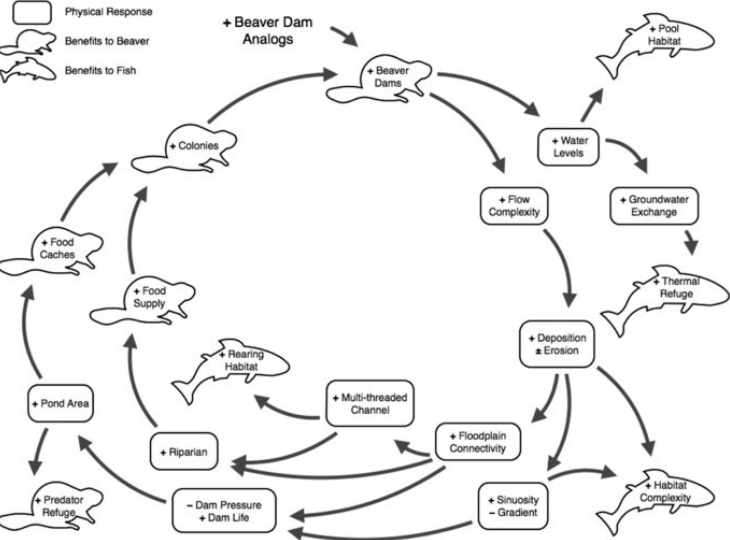 Physical Response
Benefits to Beaver
Benefits to Fish
+ Beaver Dam
Analogs
+ Beaver
Dams
+ Pool
Habitat
+ Water
Levels
+ Colonies
+ Flow
Complexity
+ Groundwater
Exchange
+ Food
Caches
+ Food
Supply
+ Thermal
Refuge
+ Deposition
± Erosion
+ Rearing
Habitat
+ Pond Area
+ Multi-threaded
Channel
+ Riparian
+ Floodplain
Connectivity
+ Predator
Refuge
− Dam Pressure
+ Dam Life
+ Sinuosity
− Gradient
+ Habitat
Complexity